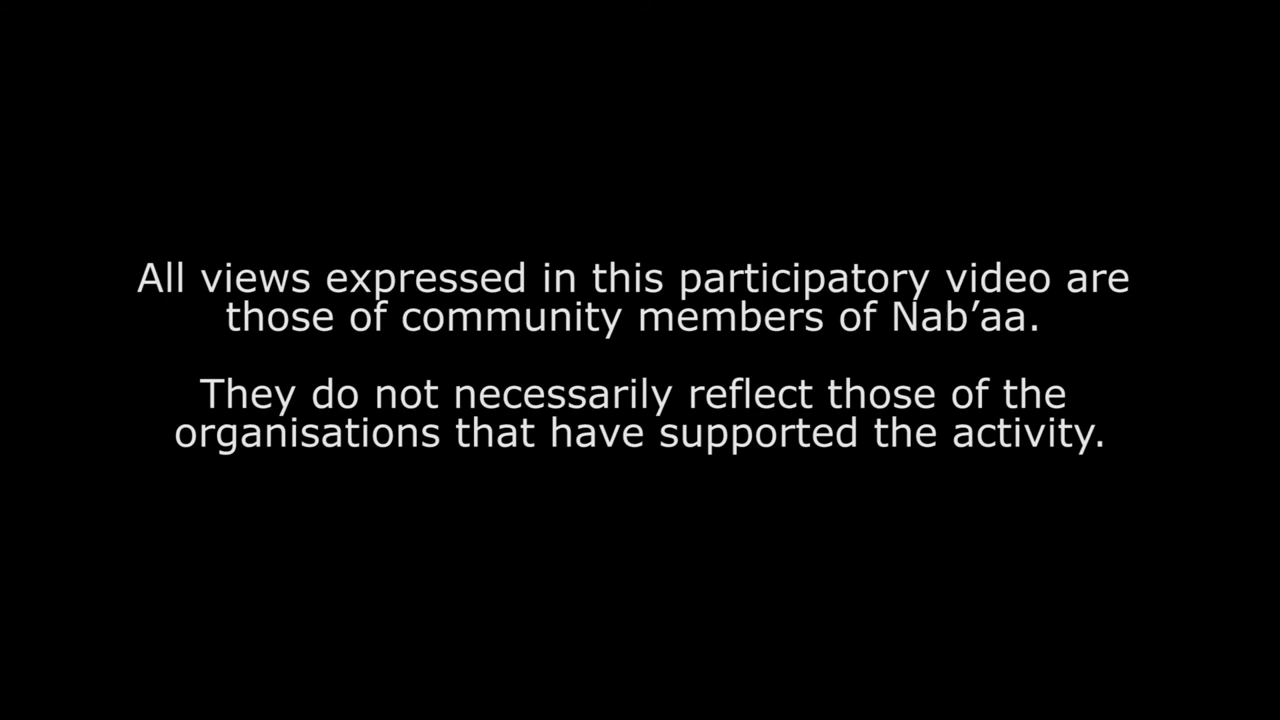 All views expressed in this participatory video are
those of community members of Nab’aa.
They do not necessarily reflect those of the
organisations that have supported the activity.